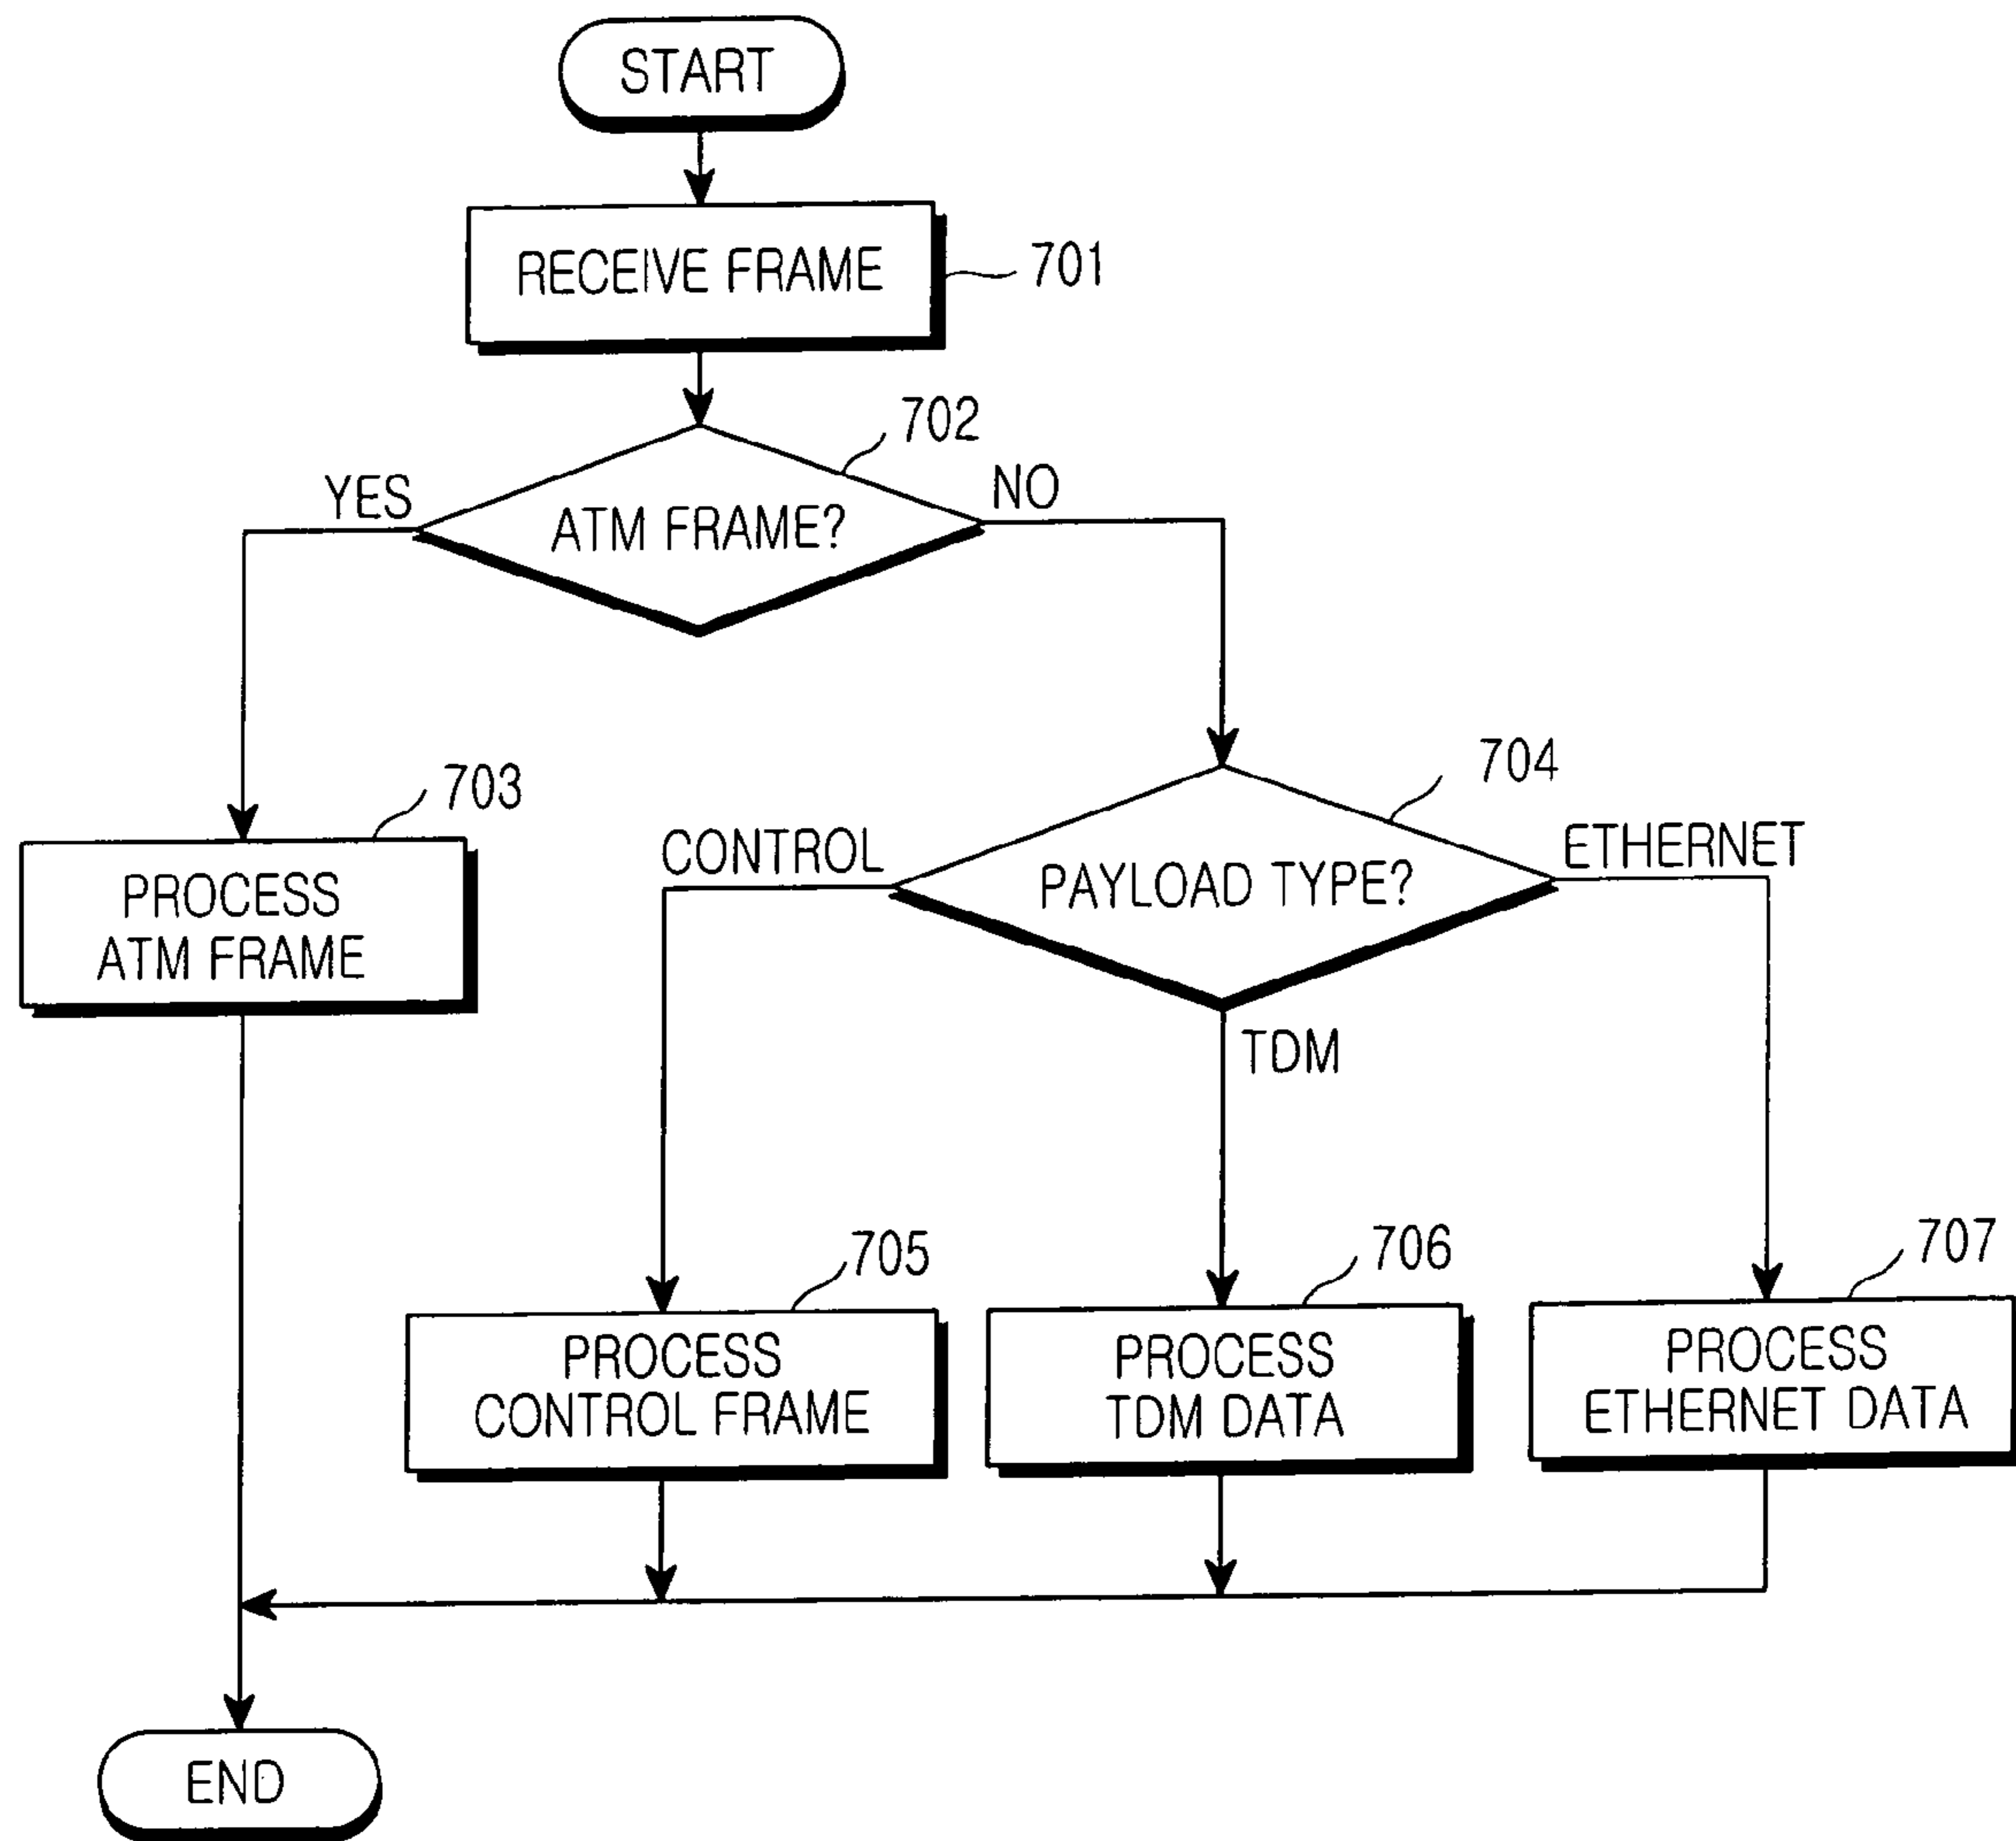 START
RECEIVE FRAME
701
702
YES
NO
ATM FRAME?
704
703
CONTROL
ETHERNET
PAYLOAD TYPE?
PROCESS
ATM FRAME
TDM
705
706
707
PROCESS
CONTROL FRAME
PROCESS
TDM DATA
PROCESS
ETHERNET DATA
END